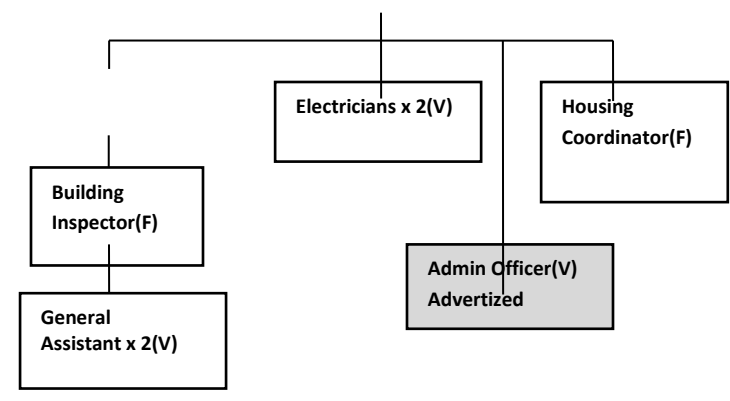 Electricians x 2(V)
Housing
Coordinator(F)
Building
Inspector(F)
Admin Officer(V)
Advertized
General
Assistant x 2(V)